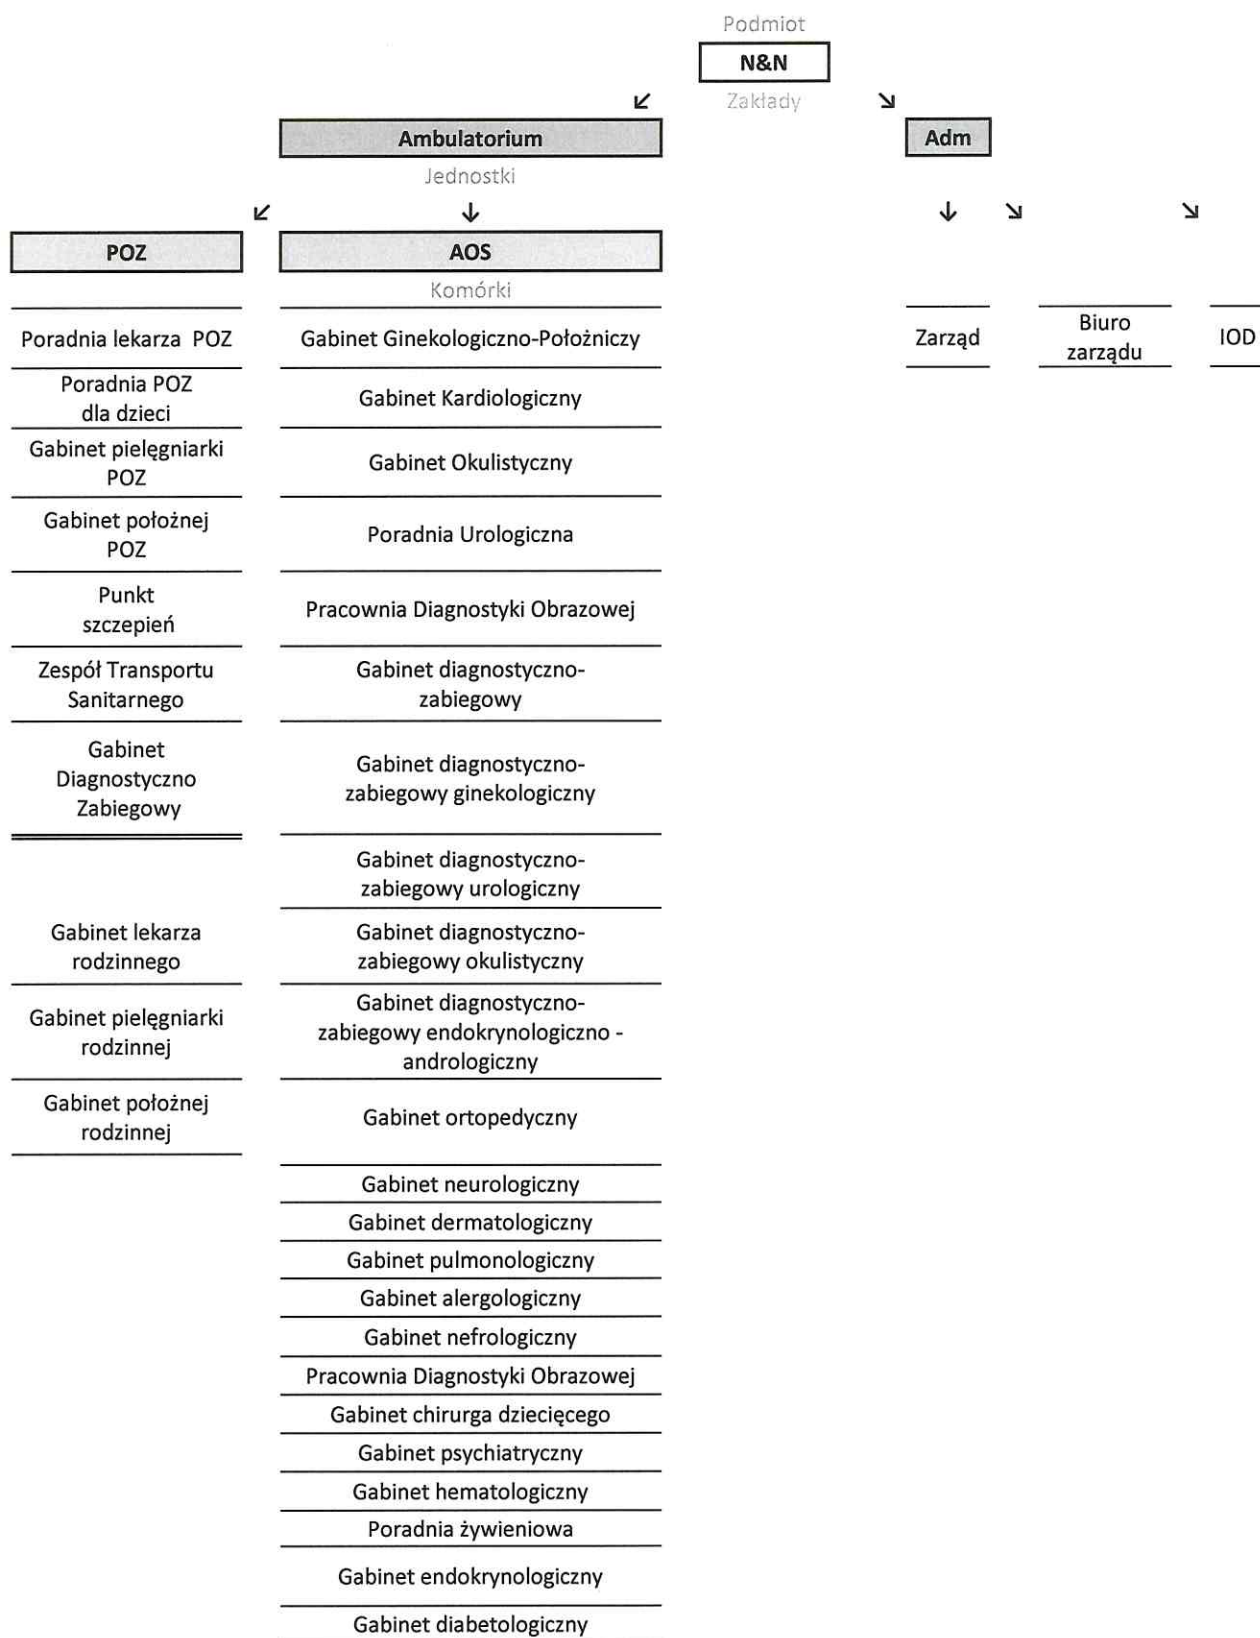 Podmiot
N&N
Zakłady
Ambulatorium
Adm
Jednostki
POZ
AOS
Komórki
Poradnia lekarza POZ
Gabinet Ginekologiczno-Położniczy
Zarząd
Biuro
zarządu
IOD
Poradnia POZ
dla dzieci
Gabinet Kardiologiczny
Gabinet pielęgniarki
POZ
Gabinet Okulistyczny
Gabinet położnej
POZ
Poradnia Urologiczna
Punkt
szczepień
Pracownia Diagnostyki Obrazowej
Zespół Transportu
Sanitarnego
Gabinet diagnostyczno-
zabiegowy
Gabinet
Diagnostyczno
Zabiegowy
Gabinet diagnostyczno-
zabiegowy ginekologiczny
Gabinet diagnostyczno-
zabiegowy urologiczny
Gabinet lekarza
rodzinnego
Gabinet diagnostyczno-
zabiegowy okulistyczny
Gabinet pielęgniarki
rodzinnej
Gabinet diagnostyczno-
zabiegowy endokrynologiczno -
andrologiczny
Gabinet położnej
rodzinnej
Gabinet ortopedyczny
Gabinet neurologiczny
Gabinet dermatologiczny
Gabinet pulmonologiczny
Gabinet alergologiczny
Gabinet nefrologiczny
Pracownia Diagnostyki Obrazowej
Gabinet chirurga dziecięcego
Gabinet psychiatryczny
Gabinet hematologiczny
Poradnia żywieniowa
Gabinet endokrynologiczny
Gabinet diabetologiczny